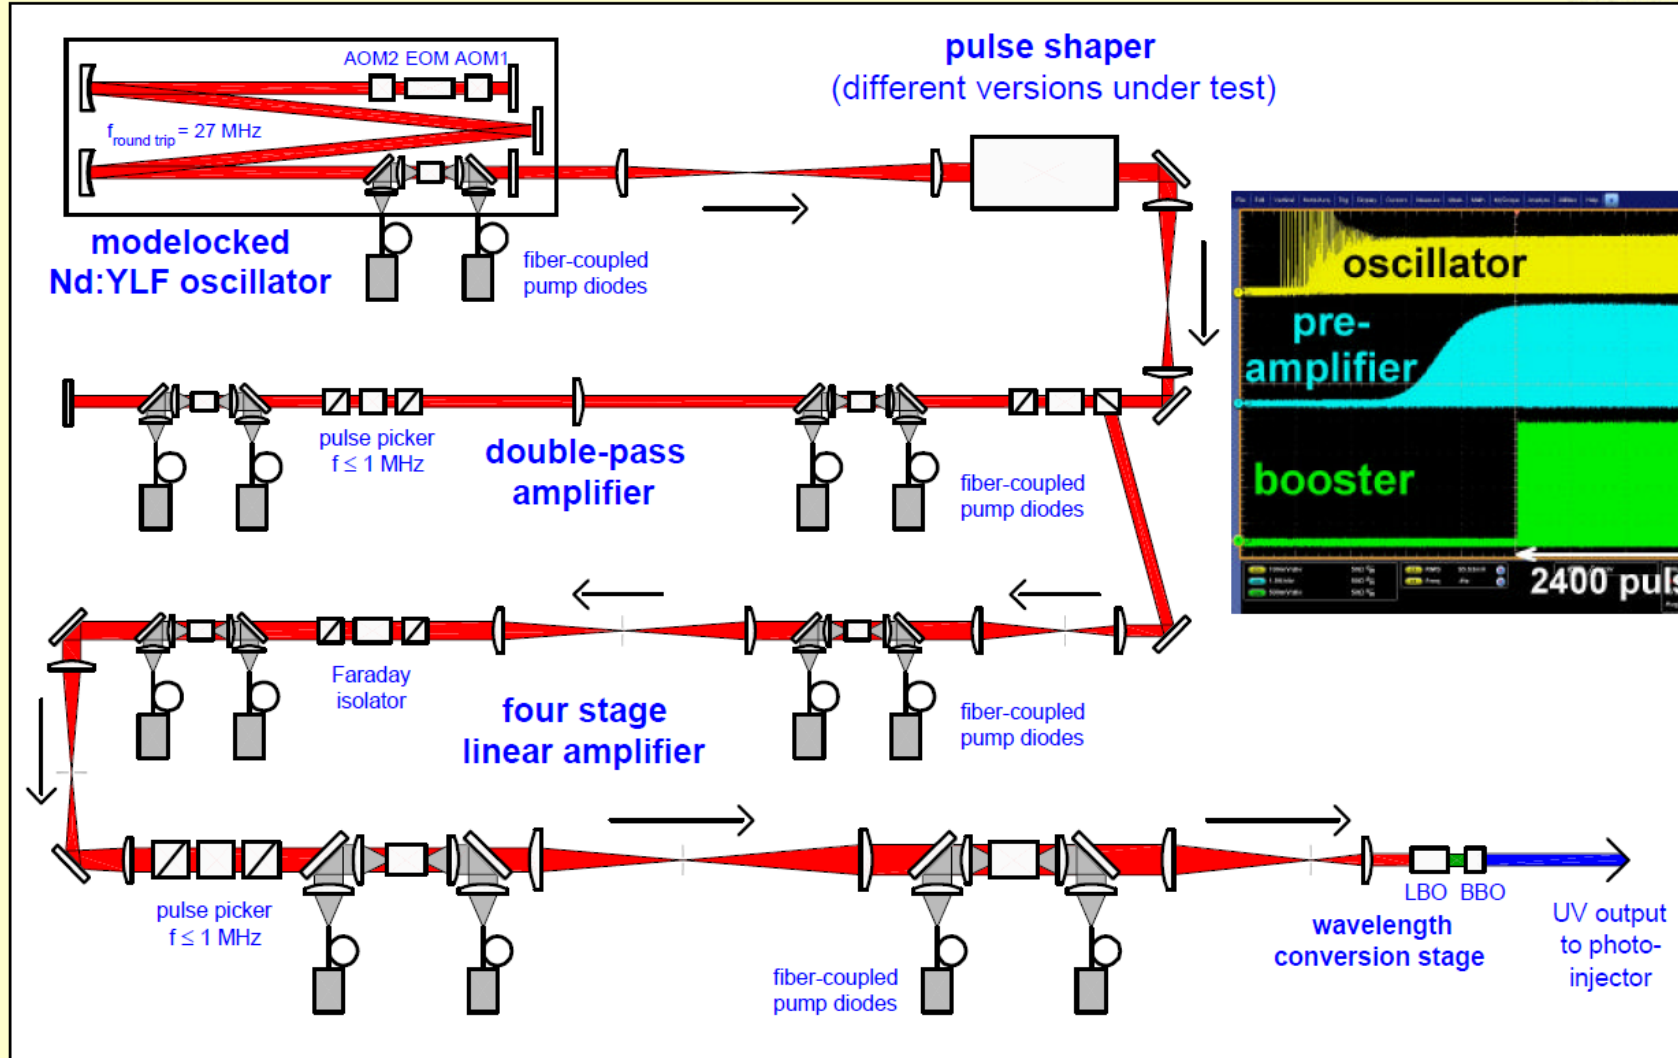 AOM2 EOM AOM1
f round trip = 27 MHz
modelocked
Nd:YLF oscillator
fiber-coupled
pump diodes
pulse shaper
(different versions under test)
oscillator
pre-
amplifier
booster
2400 puls
pulse picker
f ≤ 1 MHz
double-pass
amplifier
fiber-coupled
pump diodes
Faraday
isolator
four stage
linear amplifier
fiber-coupled
pump diodes
pulse picker
f ≤ 1 MHz
fiber-coupled
pump diodes
LBO BBO
wavelength
conversion stage
UV output
to photo-
injector